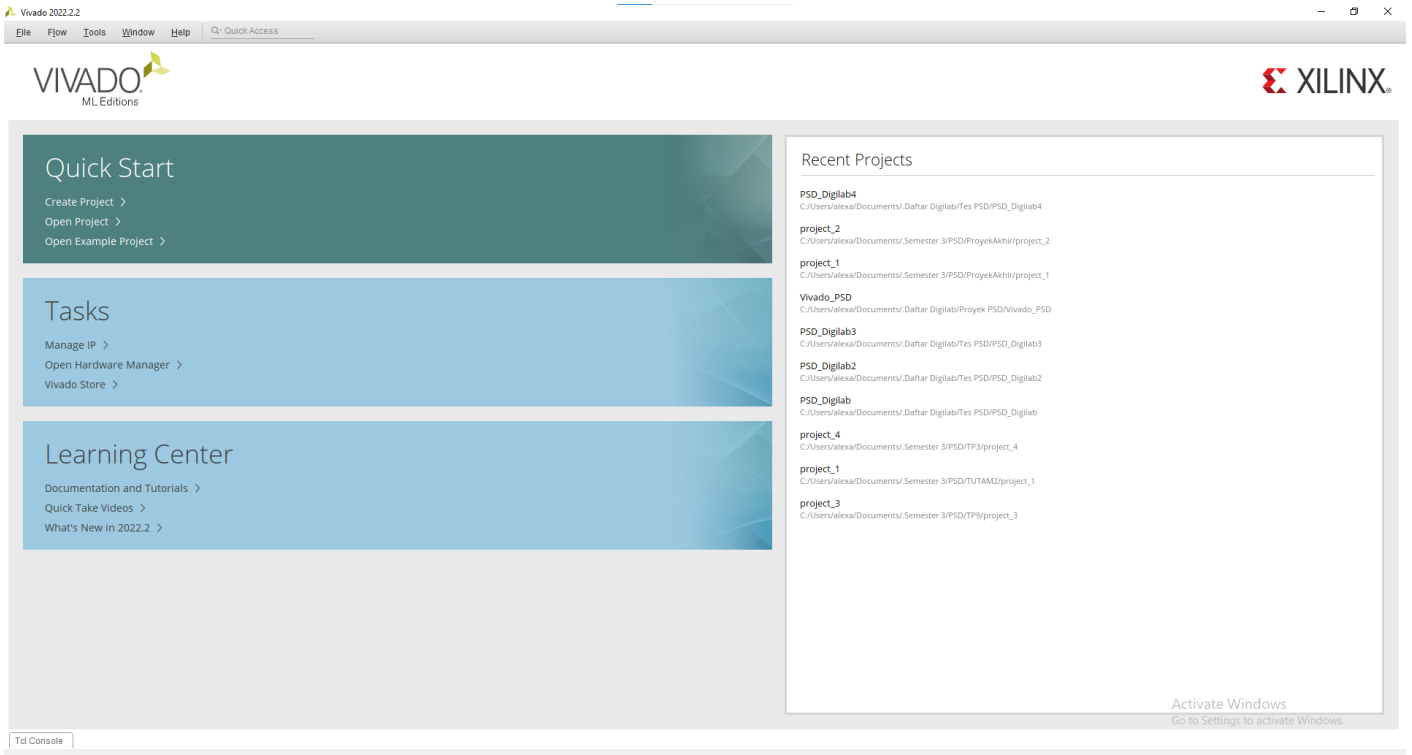 Vivado 2022.2.2
File Flow Tools Window Help Quick Access
VIVADO
ML Editions
XILINX
Quick Start
Create Project >
Open Project >
Open Example Project >
Tasks
Manage IP >
Open Hardware Manager >
Vivado Store >
Learning Center
Documentation and Tutorials >
Quick Take Videos >
What's New in 2022.2 >
Recent Projects
PSD_Digilab4
C:/Users/alexa/Documents/.Daftar Digilab/Tes PSD/PSD_Digilab4
project_2
C:/Users/alexa/Documents/.Semester 3/PSD/ProyekAkhir/project_2
project_1
C:/Users/alexa/Documents/.Semester 3/PSD/ProyekAkhir/project_1
Vivado_PSD
C:/Users/alexa/Documents/.Daftar Digilab/Proyek PSD/Vivado_PSD
PSD_Digilab3
C:/Users/alexa/Documents/.Daftar Digilab/Tes PSD/PSD_Digilab3
PSD_Digilab2
C:/Users/alexa/Documents/.Daftar Digilab/Tes PSD/PSD_Digilab2
PSD_Digilab
C:/Users/alexa/Documents/.Daftar Digilab/Tes PSD/PSD_Digilab
project_4
C:/Users/alexa/Documents/.Semester 3/PSD/TP3/project_4
project_1
C:/Users/alexa/Documents/.Semester 3/PSD/TUTAM2/project_1
project_3
C:/Users/alexa/Documents/.Semester 3/PSD/TP9/project_3
Activate Windows
Go to Settings to activate Windows.
Tcl Console